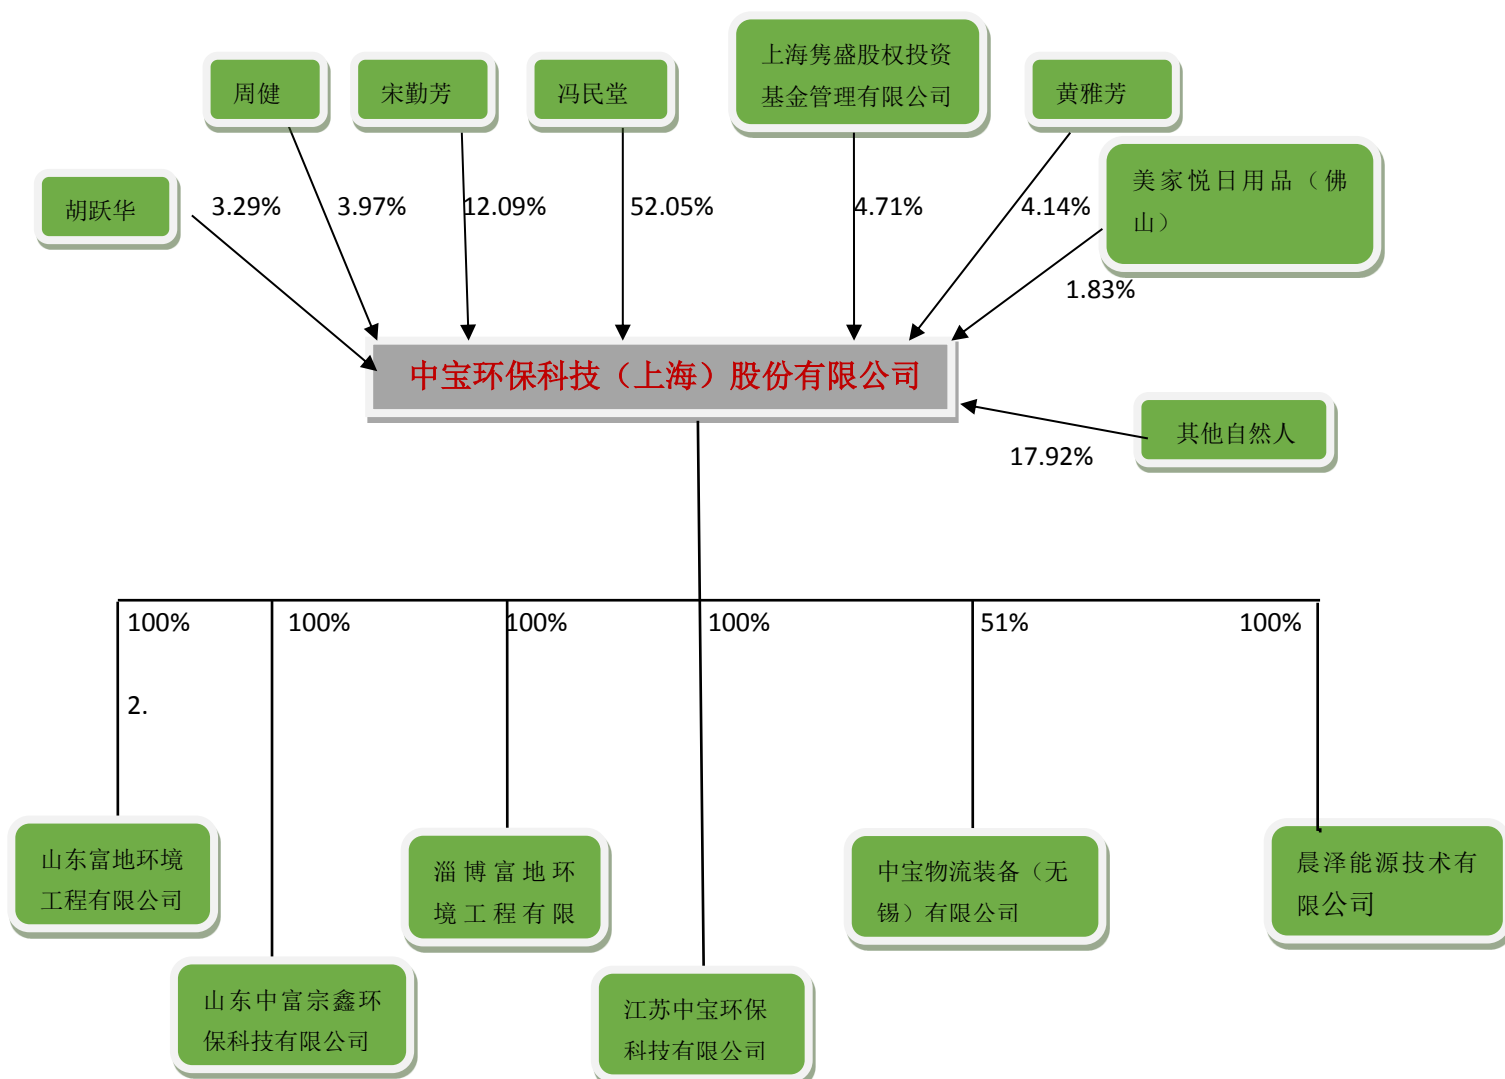 上海隽盛股权投资
基金管理有限公司
周健
宋勤芳
冯民堂
黄雅芳
美家悦日用品（佛
山）
胡跃华
3.29%
3.97%
12.09%
52.05%
4.71%
4.14%
1.83%
中宝环保科技（上海）股份有限公司
其他自然人
17.92%
100%
100%
100%
100%
51%
100%
2.
山东富地环境
工程有限公司
淄博富地环
境工程有限
中宝物流装备（无
锡）有限公司
晨泽能源技术有
限公司
山东中富宗鑫环
保科技有限公司
江苏中宝环保
科技有限公司